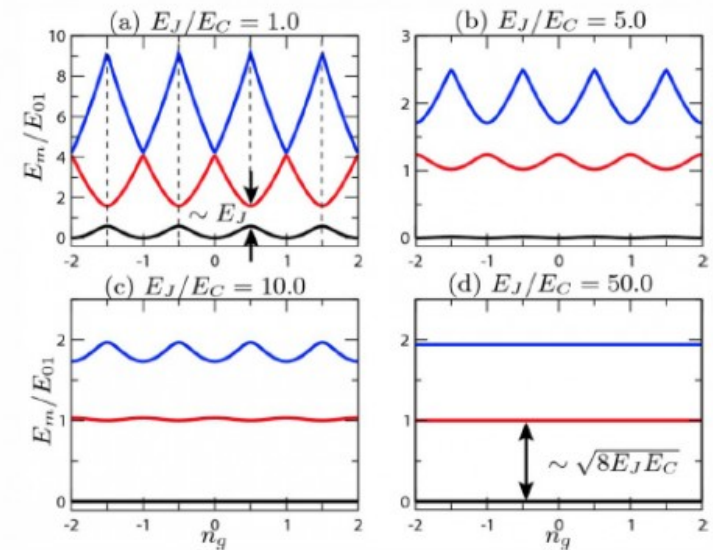 (a) E_J/E_C = 1.0
(b) E_J/E_C = 5.0
E_m/E_01
10
8
6
4
2
0
~ E_J
-2 -1 0 1 2
3
2
1
0
-2 -1 0 1 2
(c) E_J/E_C = 10.0
(d) E_J/E_C = 50.0
E_m/E_01
2
1
0
-2 -1 0 1 2
n_g
2
1
0
~ √8E_JE_C
-2 -1 0 1 2
n_g